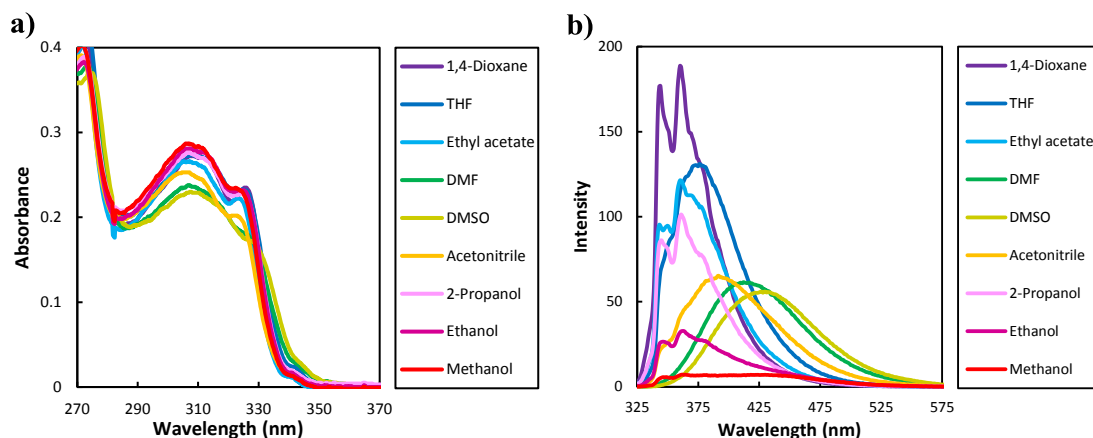 a)
0.4
0.3
0.2
0.1
0
Absorbance
270 290 310 330 350 370
Wavelength (nm)
1,4-Dioxane
THF
Ethyl acetate
DMF
DMSO
Acetonitrile
2-Propanol
Ethanol
Methanol
b)
200
150
100
50
0
Intensity
325 375 425 475 525 575
Wavelength (nm)
1,4-Dioxane
THF
Ethyl acetate
DMF
DMSO
Acetonitrile
2-Propanol
Ethanol
Methanol